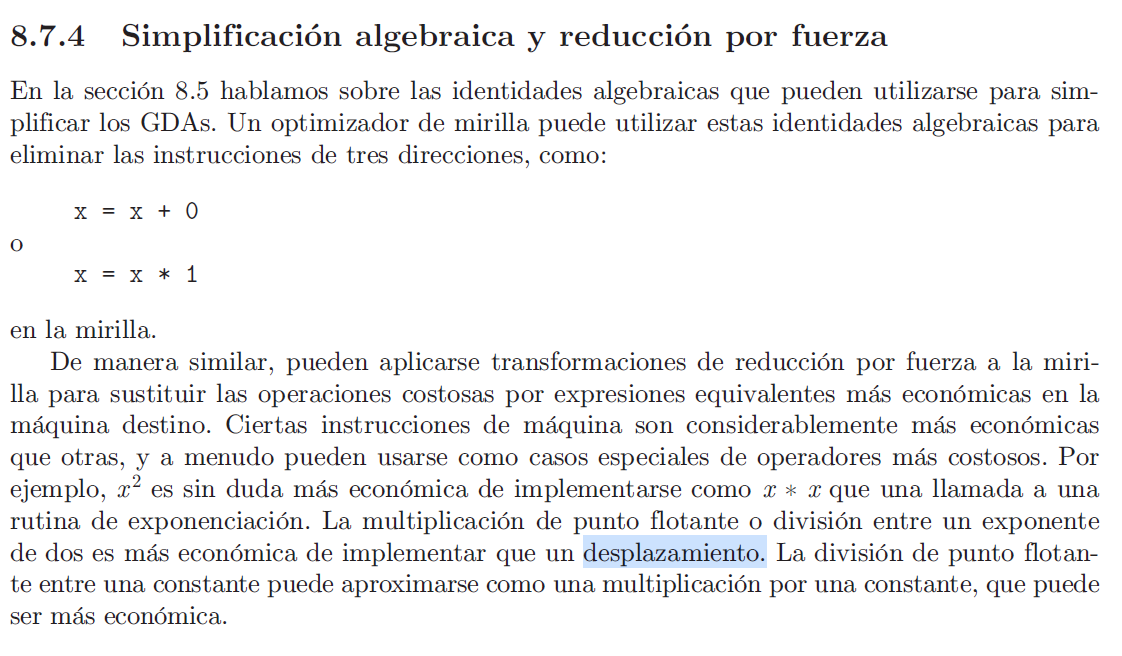 8.7.4 Simplificación algebraica y reducción por fuerza
En la sección 8.5 hablamos sobre las identidades algebraicas que pueden utilizarse para sim-
plificar los GDAs. Un optimizador de mirilla puede utilizar estas identidades algebraicas para
eliminar las instrucciones de tres direcciones, como:
x = x + 0
o
x = x * 1
en la mirilla.
De manera similar, pueden aplicarse transformaciones de reducción por fuerza a la miri-
lla para sustituir las operaciones costosas por expresiones equivalentes más económicas en la
máquina destino. Ciertas instrucciones de máquina son considerablemente más económicas
que otras, y a menudo pueden usarse como casos especiales de operadores más costosos. Por
ejemplo, x² es sin duda más económica de implementarse como x * x que una llamada a una
rutina de exponenciación. La multiplicación de punto flotante o división entre un exponente
de dos es más económica de implementar que un desplazamiento. La división de punto flotan-
te entre una constante puede aproximarse como una multiplicación por una constante, que puede
ser más económica.